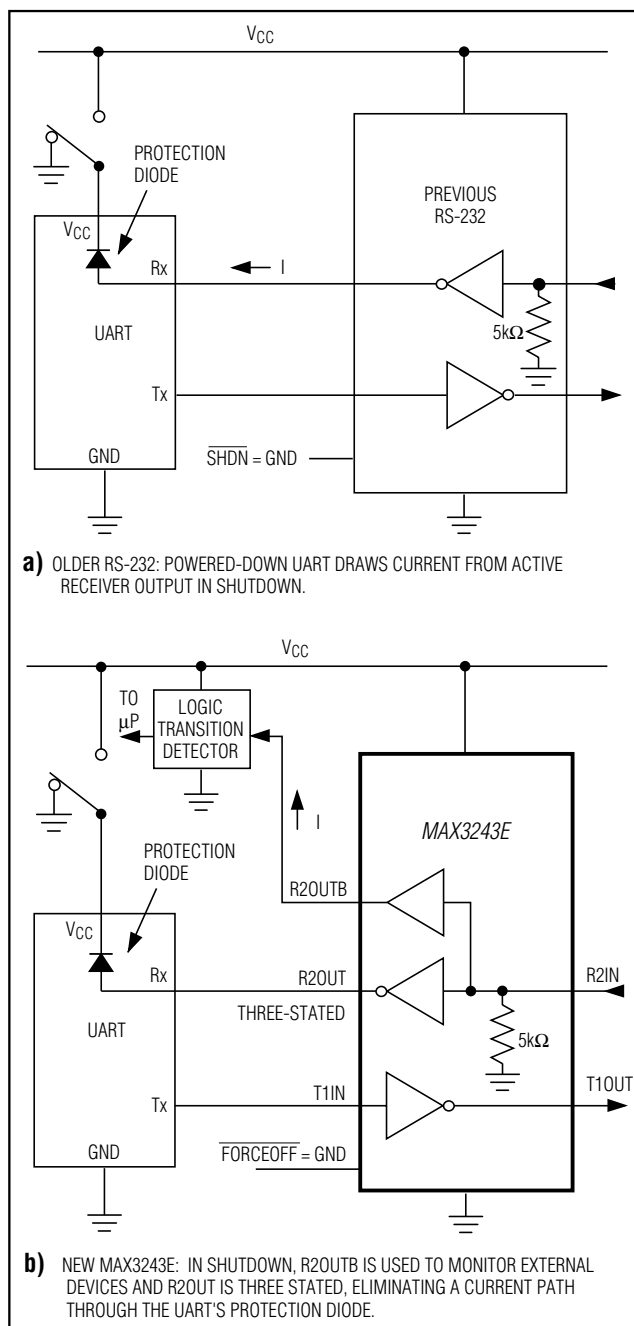 VCC
PROTECTION
DIODE
PREVIOUS
RS-232
VCC
Rx
I
5kΩ
UART
Tx
GND
SHDN = GND
a) OLDER RS-232: POWERED-DOWN UART DRAWS CURRENT FROM ACTIVE
RECEIVER OUTPUT IN SHUTDOWN.
VCC
TO
μP
LOGIC
TRANSITION
DETECTOR
I
MAX3243E
PROTECTION
DIODE
R2OUTB
VCC
Rx
R2OUT
R2IN
THREE-STATED
UART
5kΩ
Tx
T1IN
T1OUT
GND
FORCEOFF = GND
b) NEW MAX3243E: IN SHUTDOWN, R2OUTB IS USED TO MONITOR EXTERNAL
DEVICES AND R2OUT IS THREE STATED, ELIMINATING A CURRENT PATH
THROUGH THE UART'S PROTECTION DIODE.